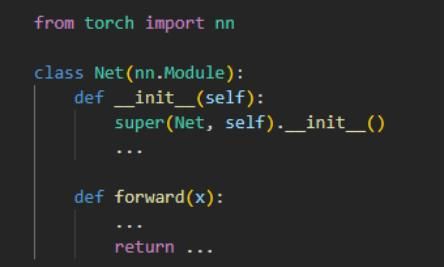 from torch import nn
class Net(nn.Module):
def __init__(self):
super(Net, self).__init__()
...
def forward(x):
...
return ...